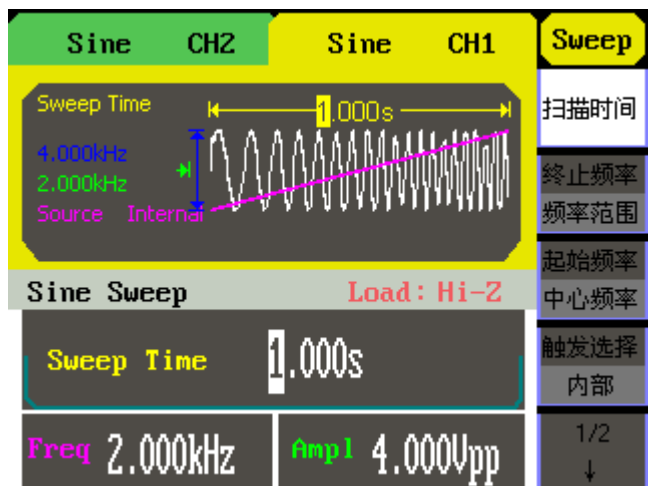 Sine CH2 Sine CH1 Sweep
Sweep Time
1.000s
4.000kHz
2.000kHz
Source Internal
Sine Sweep Load: Hi-Z
Sweep Time 1.000s
Freq 2.000kHz Ampl 4.000Vpp
扫描时间
终止频率
频率范围
起始频率
中心频率
触发选择
内部
1/2
↓